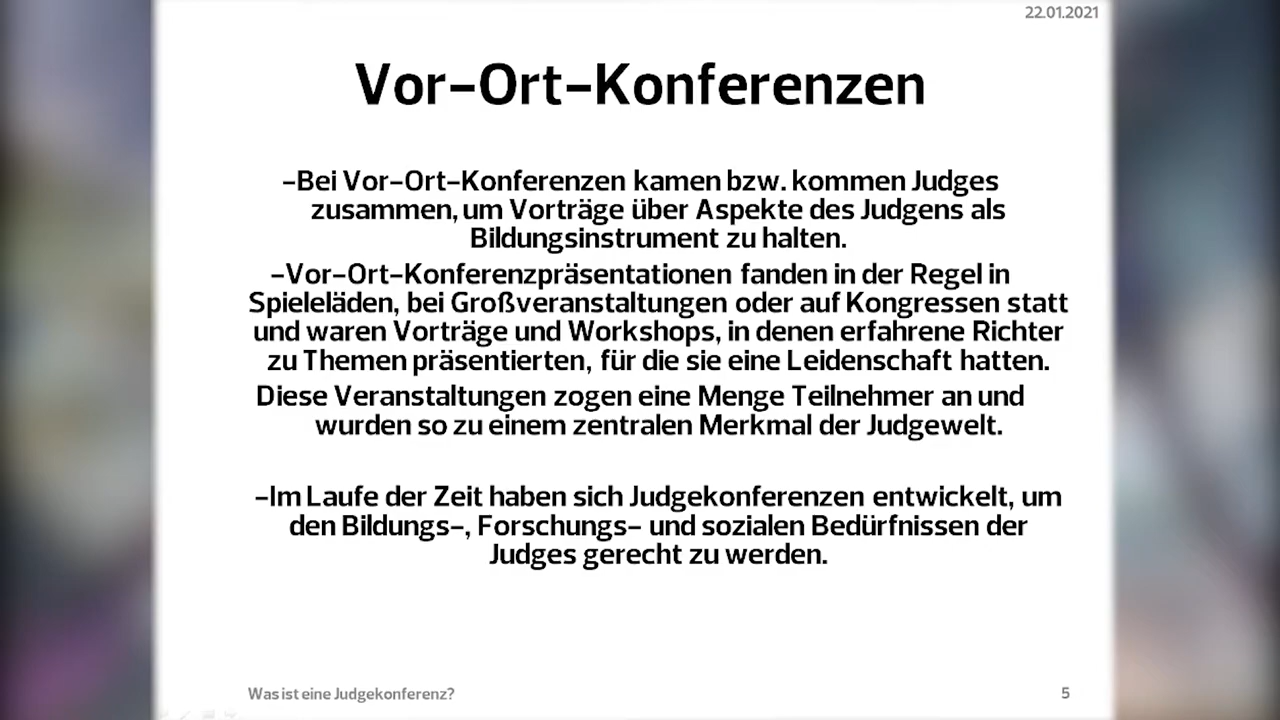 22.01.2021
Vor-Ort-Konferenzen
-Bei Vor-Ort-Konferenzen kamen bzw. kommen Judges
zusammen, um Vorträge über Aspekte des Judgens als
Bildungsinstrument zu halten.
-Vor-Ort-Konferenzpräsentationen fanden in der Regel in
Spieleläden, bei Großveranstaltungen oder auf Kongressen statt
und waren Vorträge und Workshops, in denen erfahrene Richter
zu Themen präsentierten, für die sie eine Leidenschaft hatten.
Diese Veranstaltungen zogen eine Menge Teilnehmer an und
wurden so zu einem zentralen Merkmal der Judgewelt.
-Im Laufe der Zeit haben sich Judgekonferenzen entwickelt, um
den Bildungs-, Forschungs- und sozialen Bedürfnissen der
Judges gerecht zu werden.
Was ist eine Judgekonferenz?
5